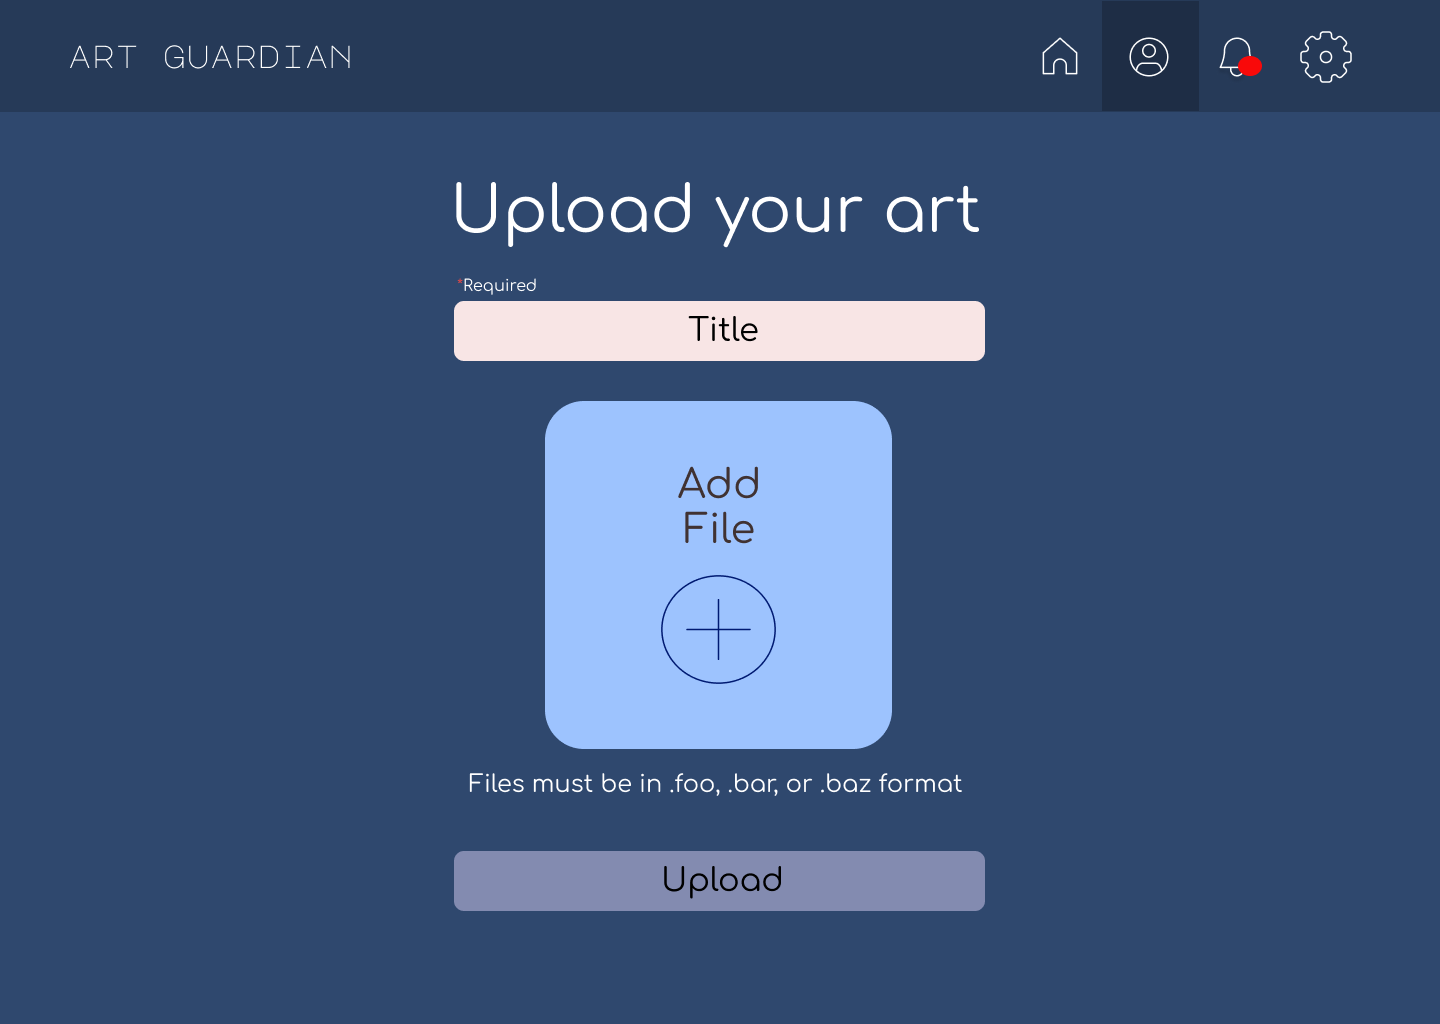 ART GUARDIAN
Upload your art
*Required
Title
Add
File
Files must be in .foo, .bar, or .baz format
Upload